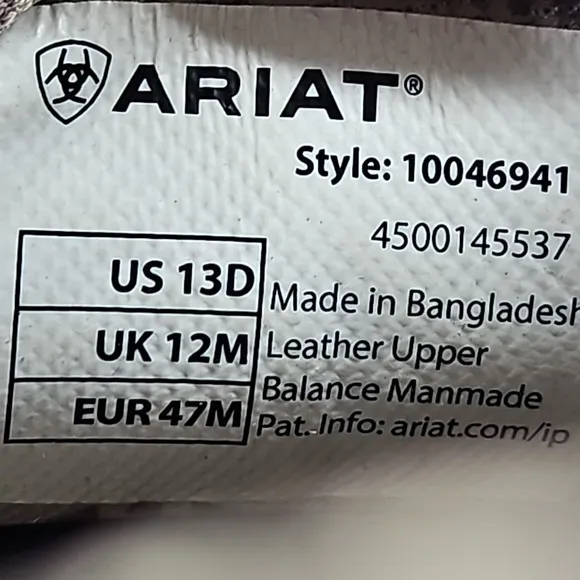 ARIAT®
Style: 10046941
4500145537
US 13D
UK 12M
EUR 47M
Made in Bangladesh
Leather Upper
Balance Manmade
Pat. Info: ariat.com/ip